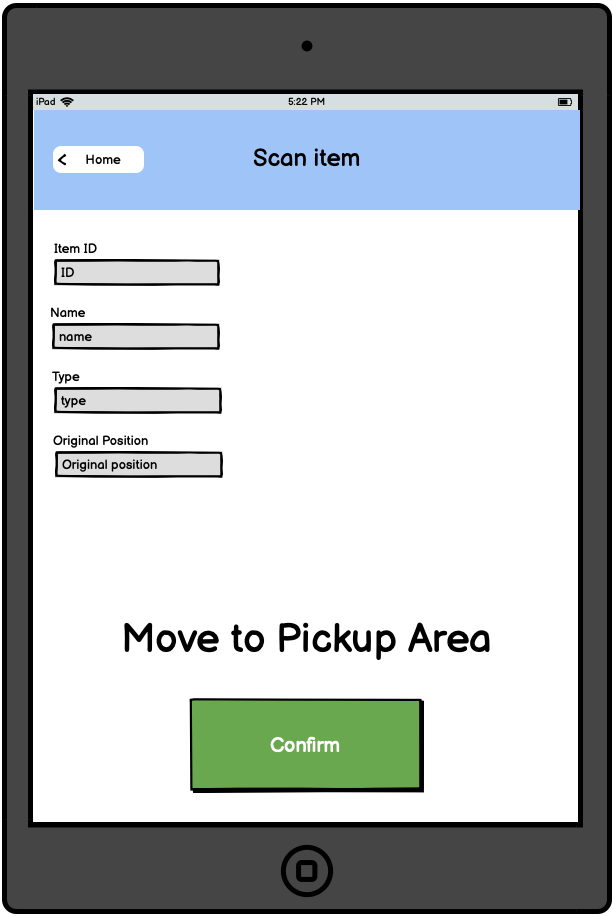 iPad 5:22 PM
Home
Scan item
Item ID
ID
Name
name
Type
type
Original Position
Original position
Move to Pickup Area
Confirm